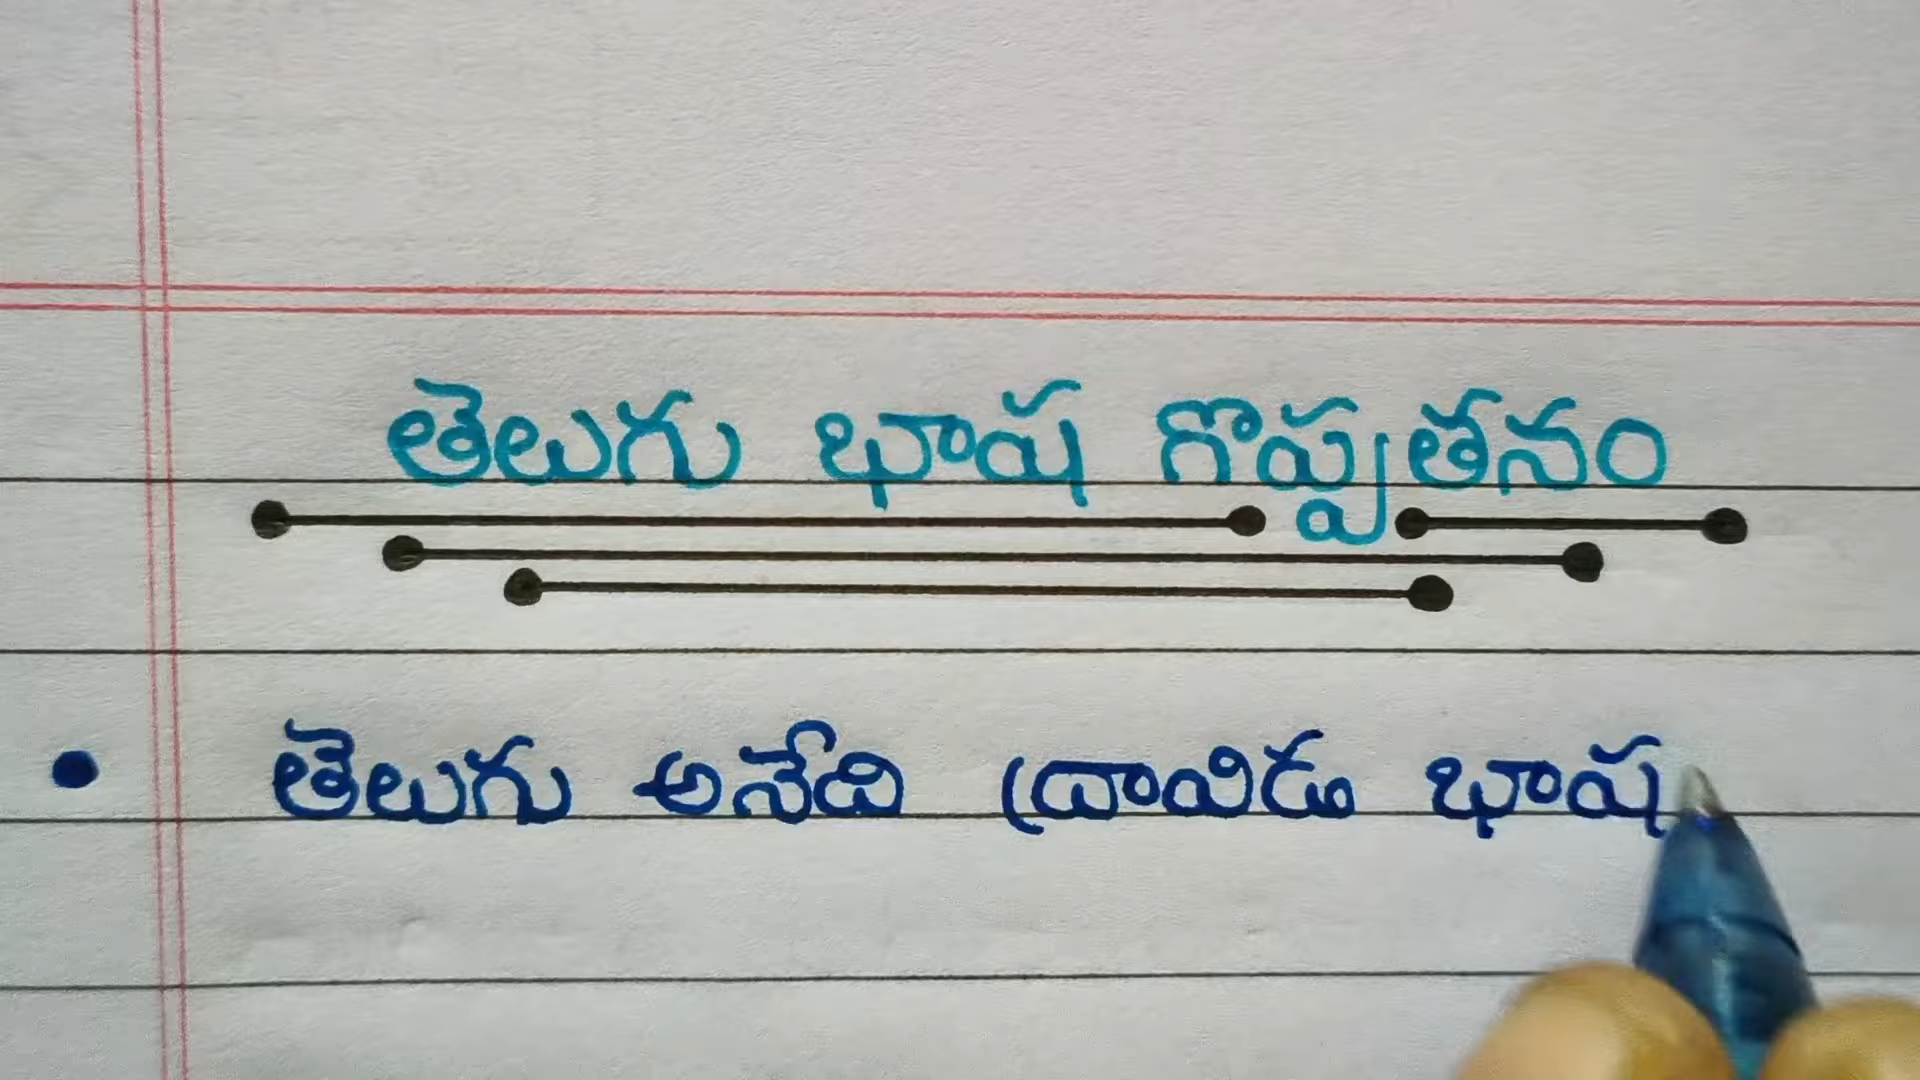 తెలుగు భాష గొప్పతనం
• తెలుగు అనేది ద్రావిడ భాష